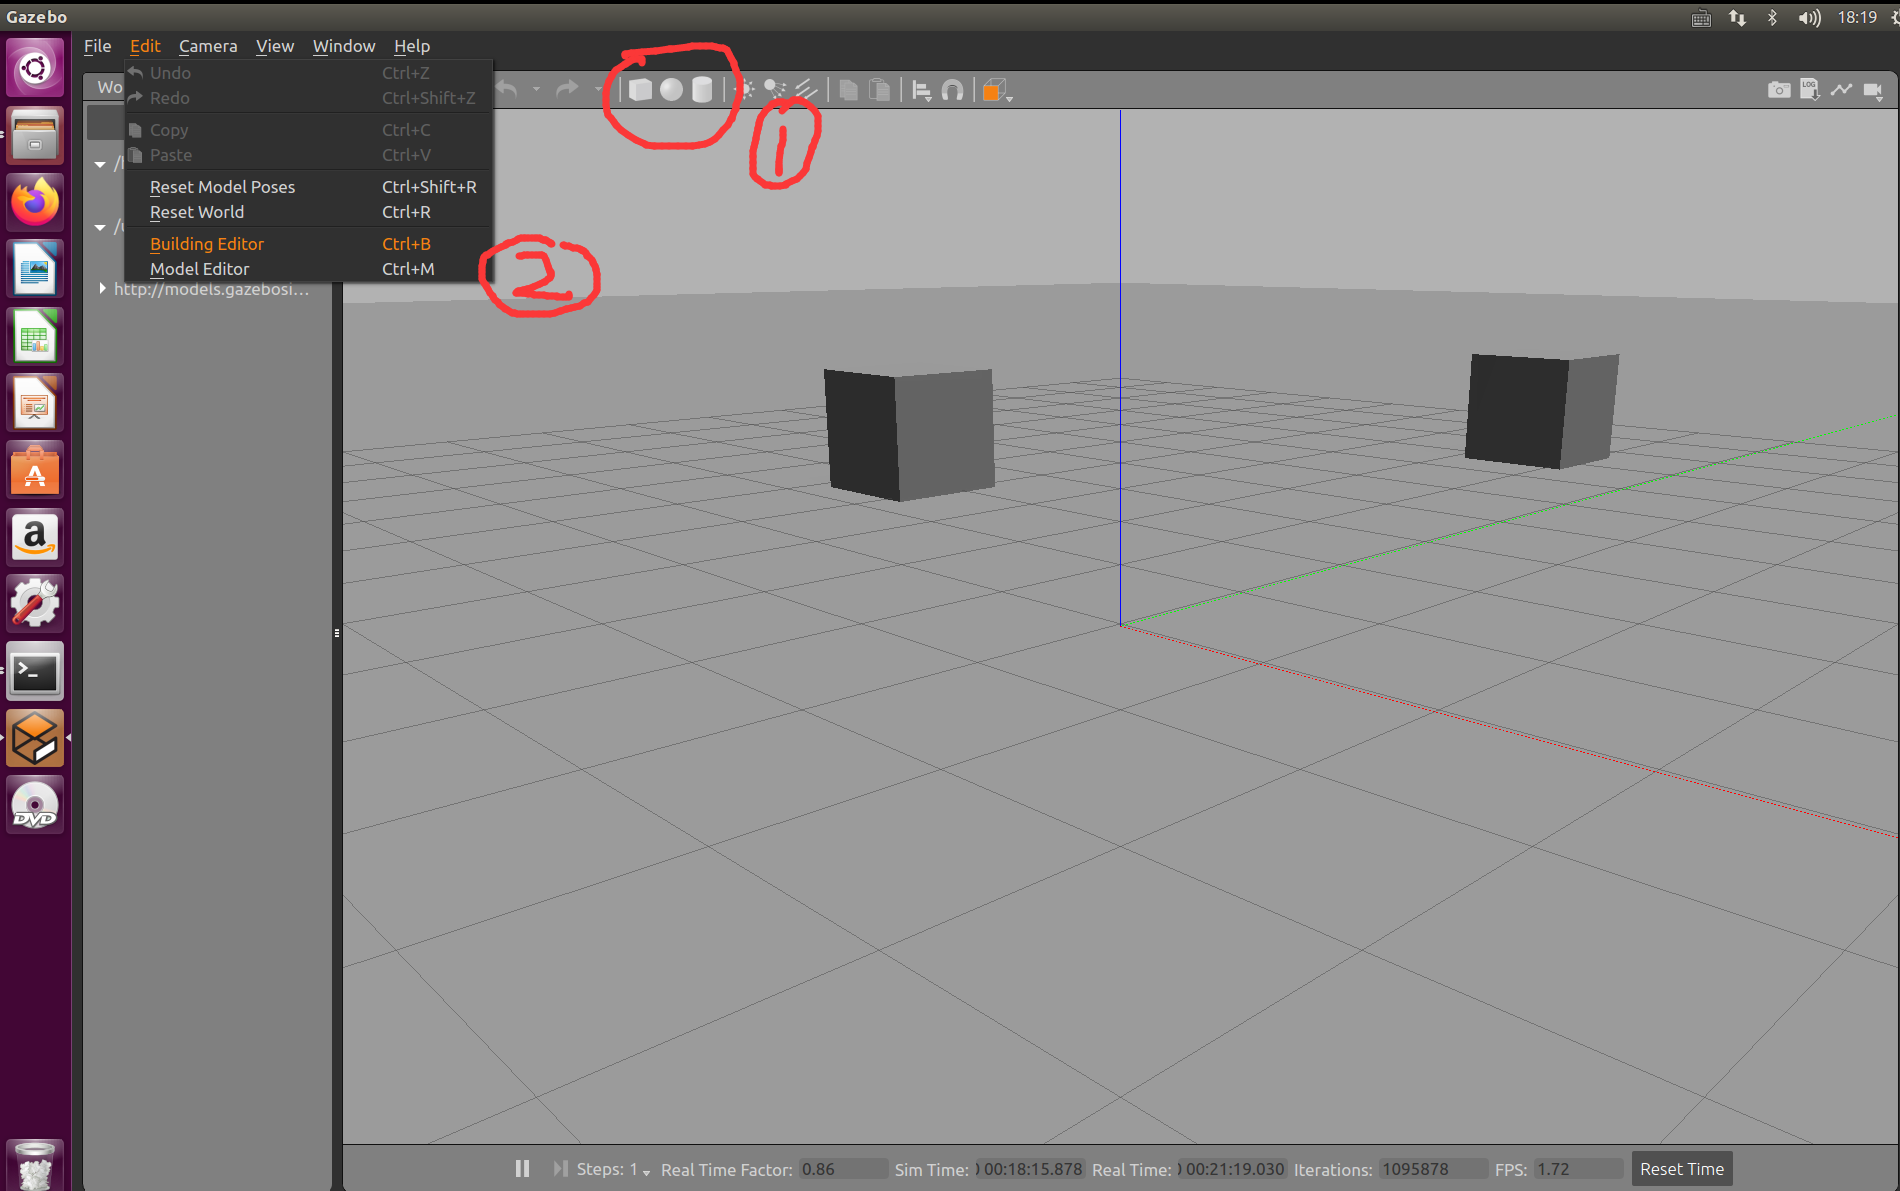 Gazebo
18:19
File Edit Camera View Window Help
Wo
Undo Ctrl+Z
Redo Ctrl+Shift+Z
LOG
Copy Ctrl+C
Paste Ctrl+V
1
Reset Model Poses Ctrl+Shift+R
Reset World Ctrl+R
Building Editor Ctrl+B
Model Editor Ctrl+M
2
http://models.gazebosi...
a
DVD
Steps: 1 Real Time Factor: 0.86 Sim Time: 00:18:15.878 Real Time: 00:21:19.030 Iterations: 1095878 FPS: 1.72 Reset Time